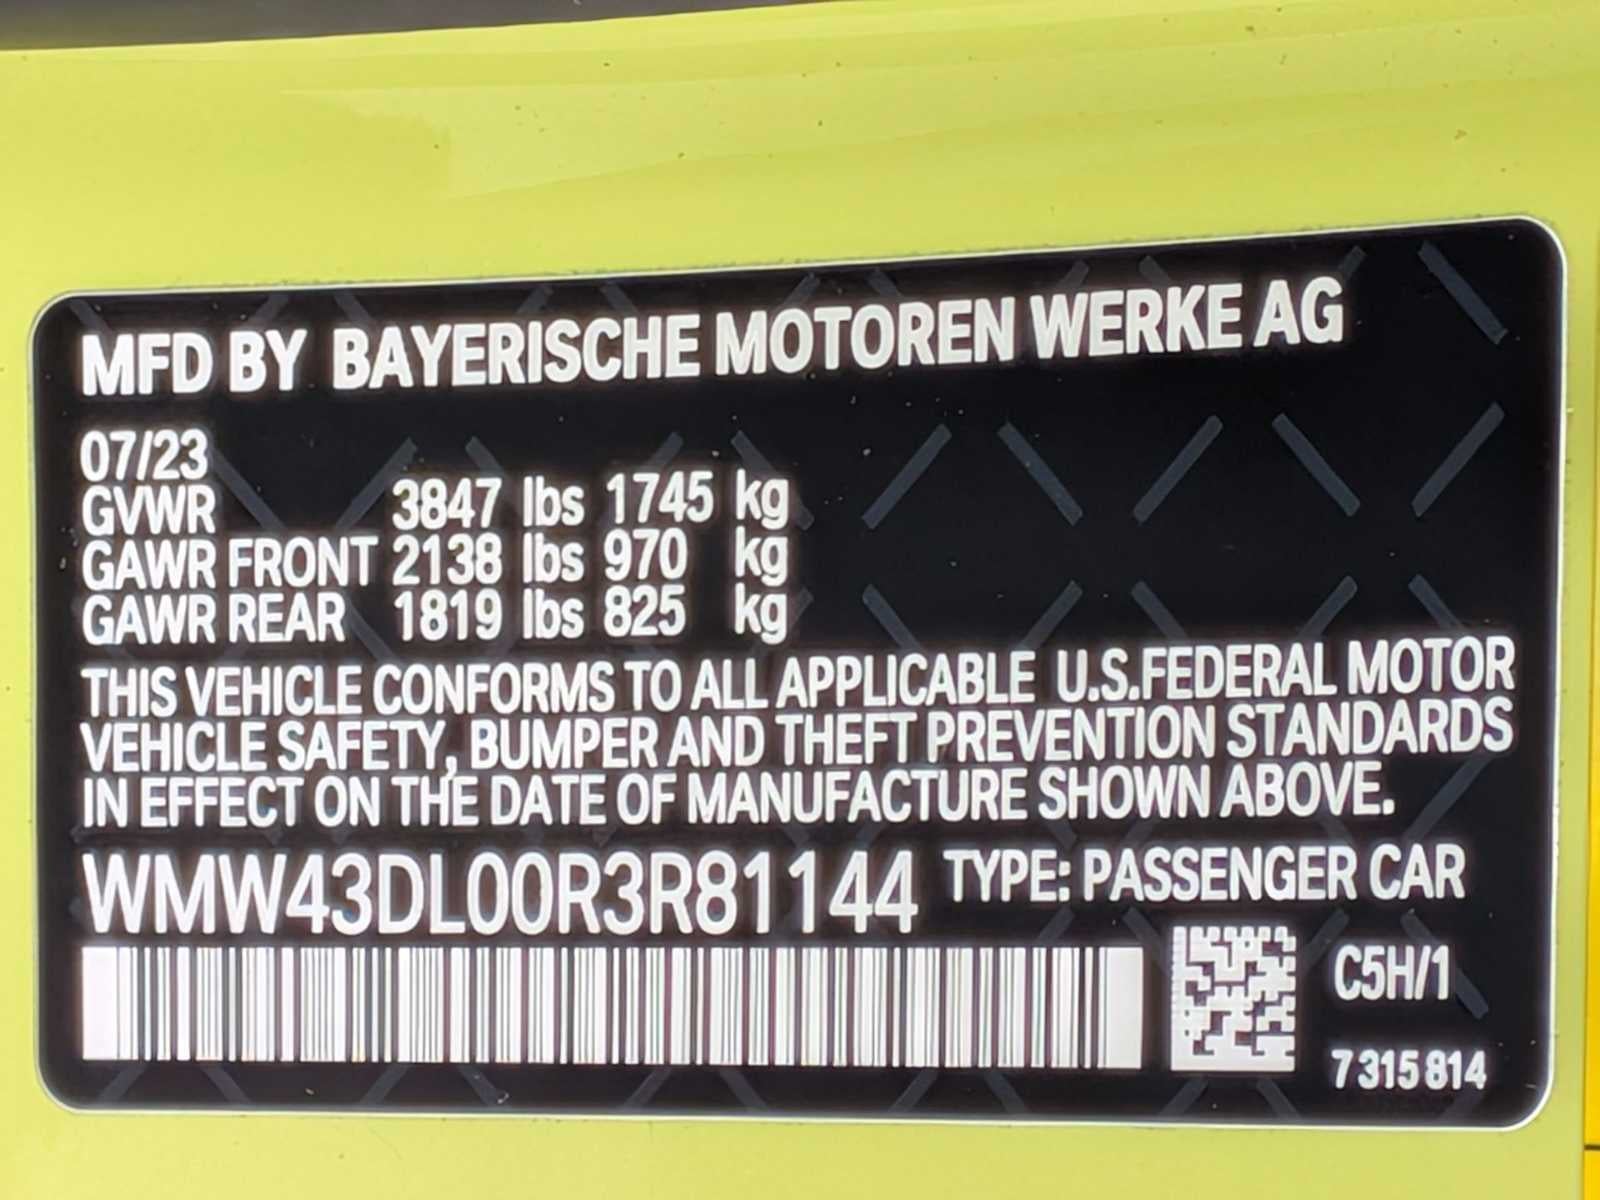 MFD BY BAYERISCHE MOTOREN WERKE AG
07/23
GVWR 3847 lbs 1745 kg
GAWR FRONT 2138 lbs 970 kg
GAWR REAR 1819 lbs 825 kg
THIS VEHICLE CONFORMS TO ALL APPLICABLE U.S.FEDERAL MOTOR
VEHICLE SAFETY, BUMPER AND THEFT PREVENTION STANDARDS
IN EFFECT ON THE DATE OF MANUFACTURE SHOWN ABOVE.
WMW43DL00R3R81144 TYPE: PASSENGER CAR
C5H/1
7 315 814